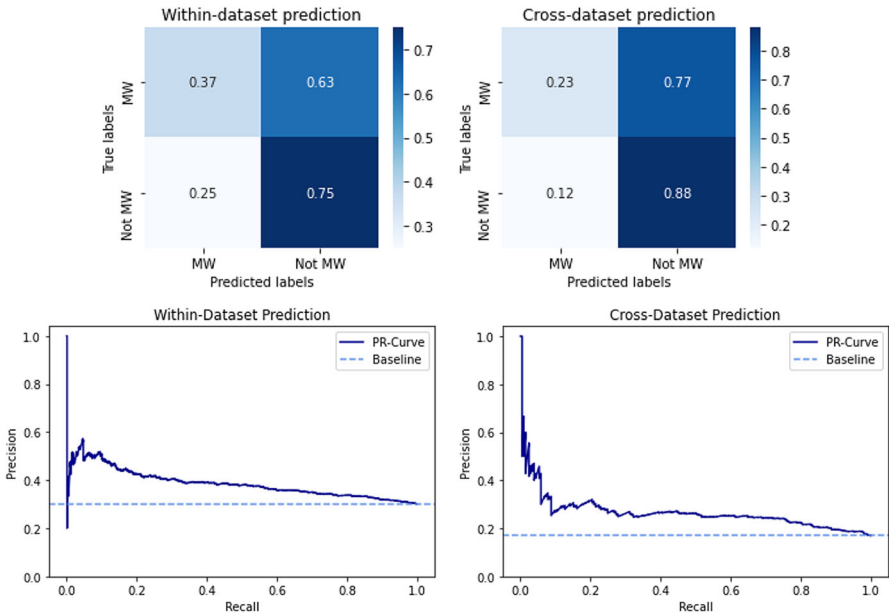 Within-dataset prediction
Cross-dataset prediction
True labels
MW
Not MW
0.37
0.63
0.25
0.75
MW
Not MW
Predicted labels
0.7
0.6
0.5
0.4
0.3
True labels
MW
Not MW
0.23
0.77
0.12
0.88
MW
Not MW
Predicted labels
0.8
0.7
0.6
0.5
0.4
0.3
0.2
Within-Dataset Prediction
Precision
1.0
0.8
0.6
0.4
0.2
0.0
PR-Curve
Baseline
0.0 0.2 0.4 0.6 0.8 1.0
Recall
Cross-Dataset Prediction
Precision
1.0
0.8
0.6
0.4
0.2
0.0
PR-Curve
Baseline
0.0 0.2 0.4 0.6 0.8 1.0
Recall